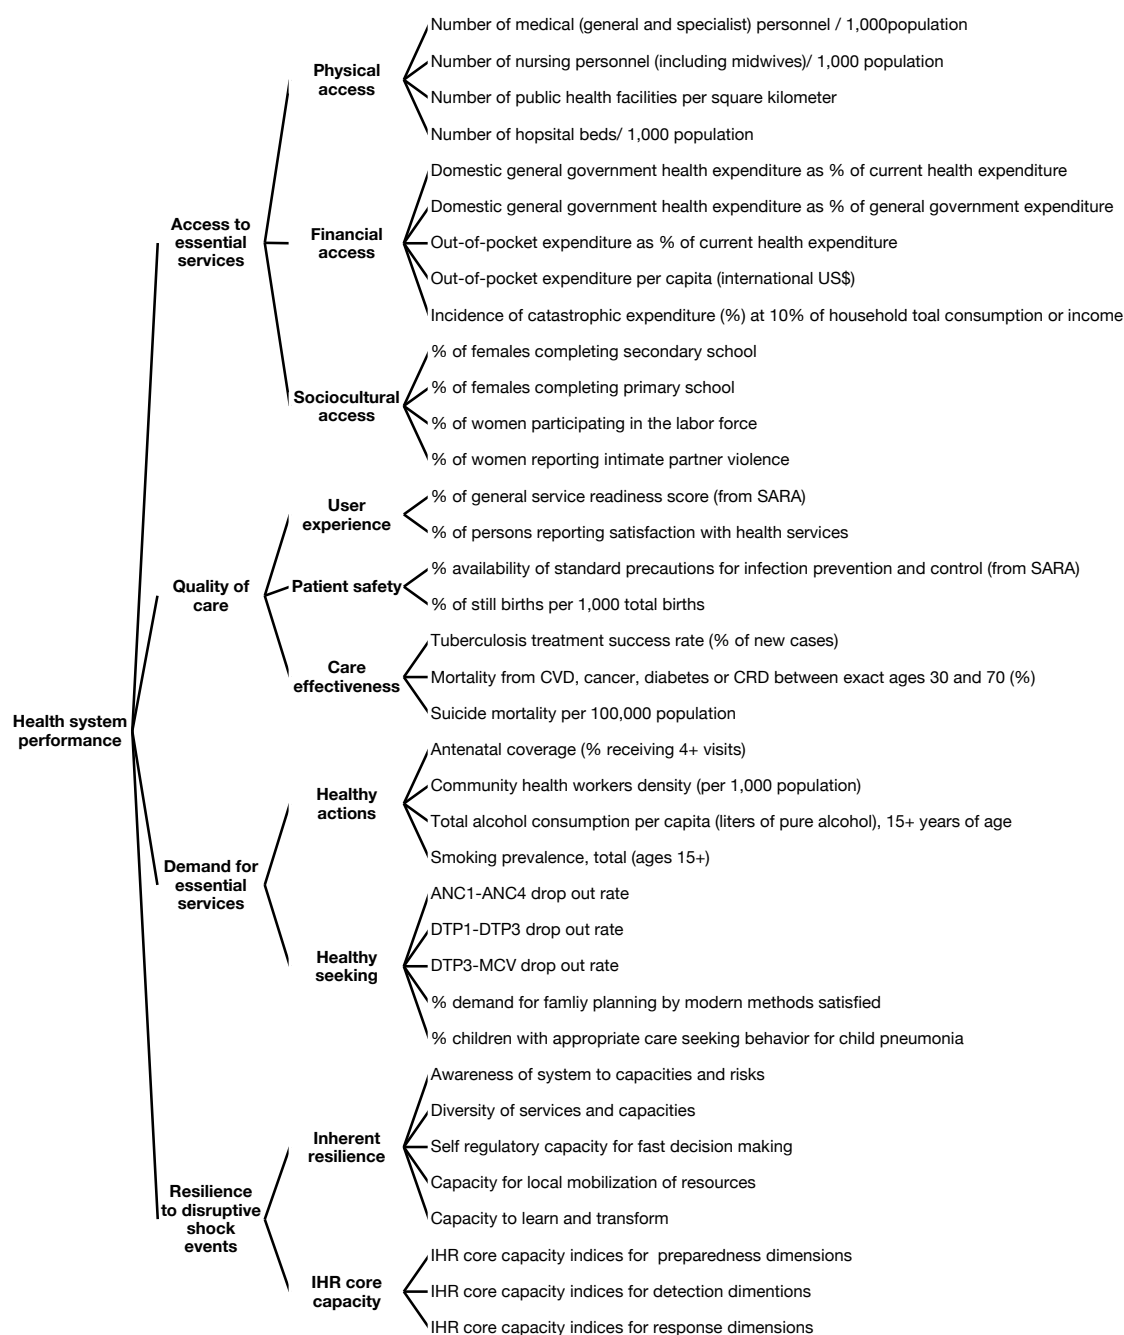 Number of medical (general and specialist) personnel / 1,000population
Physical
access
Number of nursing personnel (including midwives)/ 1,000 population
Number of public health facilities per square kilometer
Number of hopsital beds/ 1,000 population
Domestic general government health expenditure as % of current health expenditure
Domestic general government health expenditure as % of general government expenditure
Access to
essential
services
Financial
access
Out-of-pocket expenditure as % of current health expenditure
Out-of-pocket expenditure per capita (international US$)
Incidence of catastrophic expenditure (%) at 10% of household toal consumption or income
% of females completing secondary school
% of females completing primary school
Sociocultural
access
% of women participating in the labor force
% of women reporting intimate partner violence
% of general service readiness score (from SARA)
User
experience
% of persons reporting satisfaction with health services
Quality of
care
Patient safety
% availability of standard precautions for infection prevention and control (from SARA)
% of still births per 1,000 total births
Tuberculosis treatment success rate (% of new cases)
Care
effectiveness
Mortality from CVD, cancer, diabetes or CRD between exact ages 30 and 70 (%)
Suicide mortality per 100,000 population
Health system
performance
Antenatal coverage (% receiving 4+ visits)
Community health workers density (per 1,000 population)
Healthy
actions
Total alcohol consumption per capita (liters of pure alcohol), 15+ years of age
Smoking prevalence, total (ages 15+)
Demand for
essential
services
ANC1-ANC4 drop out rate
DTP1-DTP3 drop out rate
Healthy
seeking
DTP3-MCV drop out rate
% demand for famliy planning by modern methods satisfied
% children with appropriate care seeking behavior for child pneumonia
Awareness of system to capacities and risks
Diversity of services and capacities
Inherent
resilience
Self regulatory capacity for fast decision making
Capacity for local mobilization of resources
Capacity to learn and transform
Resilience
to disruptive
shock
events
IHR core capacity indices for  preparedness dimensions
IHR core
capacity
IHR core capacity indices for detection dimentions
IHR core capacity indices for response dimensions